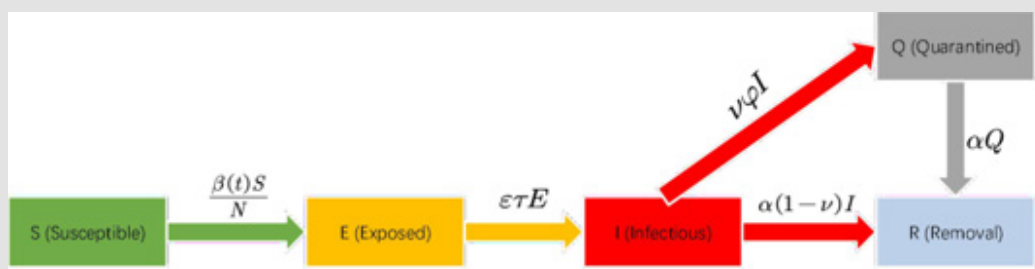 Q (Quarantined)
νφI
αQ
β(t)S
N
ετE
α(1−ν)I
S (Susceptible)
E (Exposed)
I (Infectious)
R (Removal)